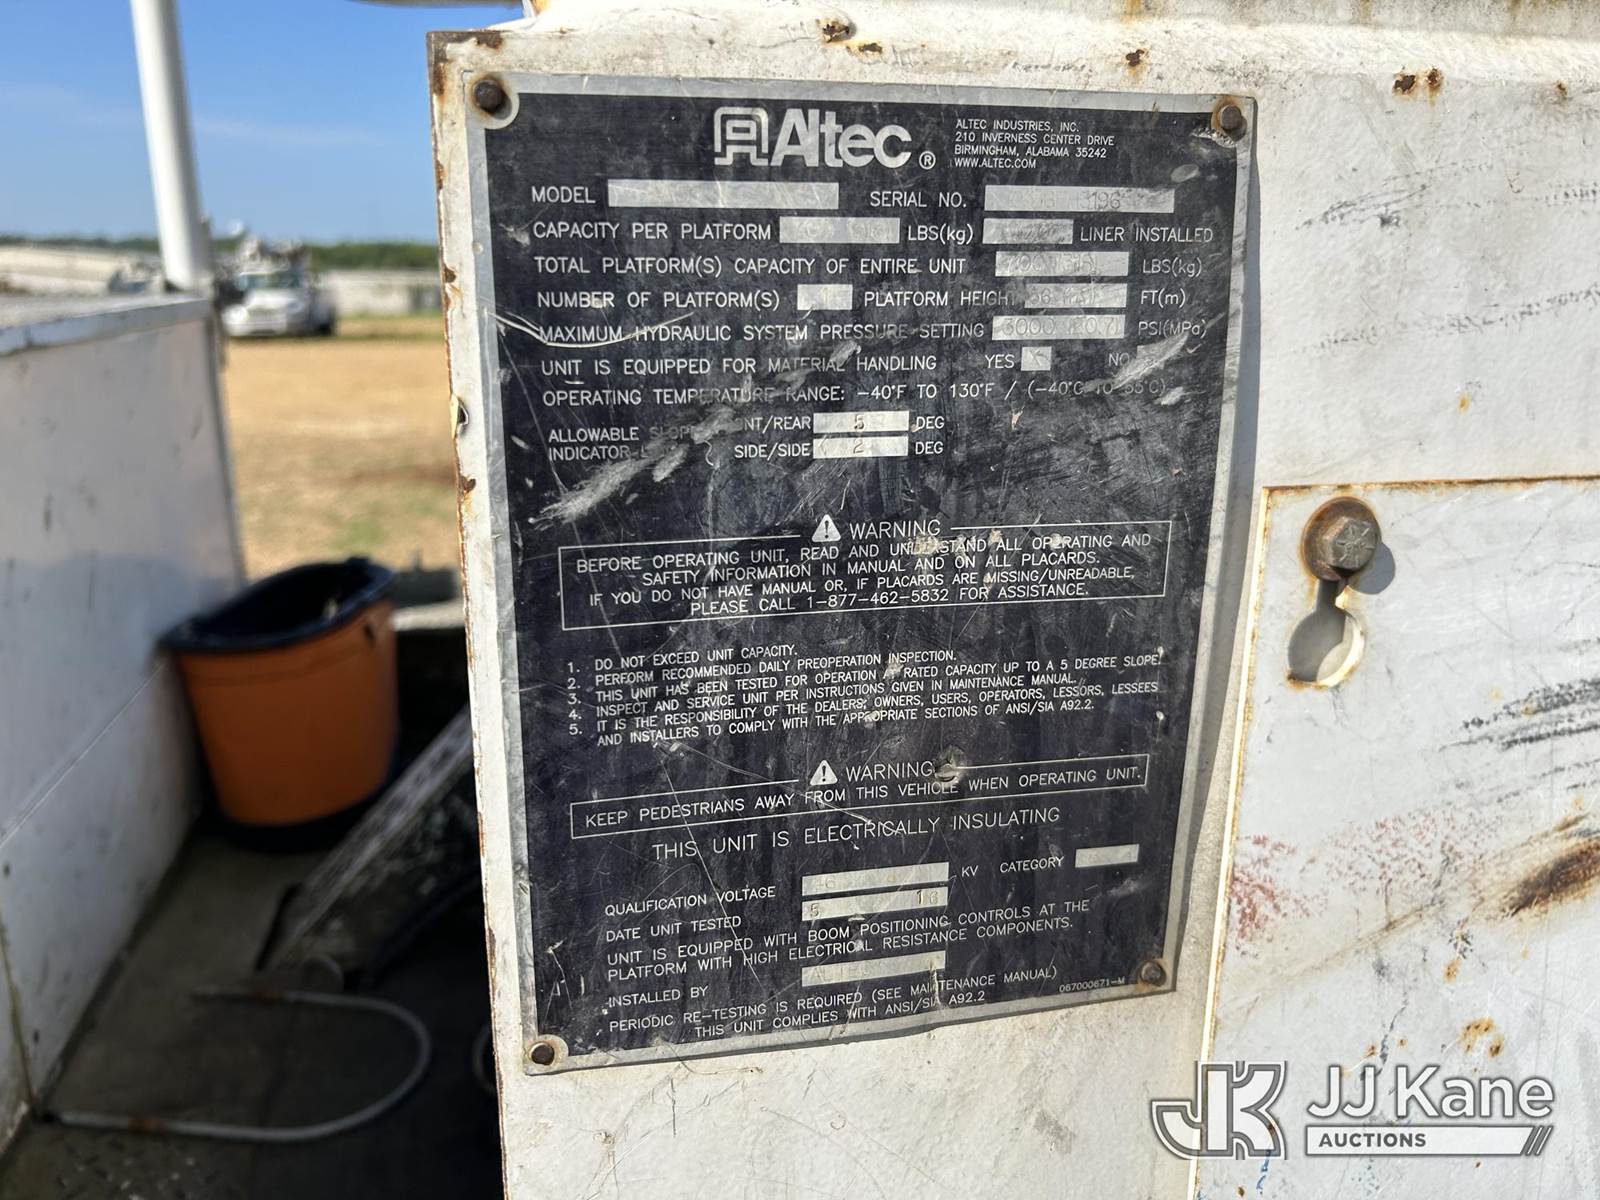 Altec ®
ALTEC INDUSTRIES, INC.
210 INVERNESS CENTER DRIVE
BIRMINGHAM, ALABAMA 35242
WWW.ALTEC.COM
MODEL SERIAL NO.
CAPACITY PER PLATFORM LBS(kg) LINER INSTALLED
TOTAL PLATFORM(S) CAPACITY OF ENTIRE UNIT LBS(kg)
NUMBER OF PLATFORM(S) 1 PLATFORM HEIGHT FT(m)
MAXIMUM HYDRAULIC SYSTEM PRESSURE SETTING 3000 PSI(MPa)
UNIT IS EQUIPPED FOR MATERIAL HANDLING YES X NO
OPERATING TEMPERATURE RANGE: -40°F TO 130°F / (-40°C TO 55°C)
ALLOWABLE SLOPE FRONT/REAR 5 DEG
INDICATOR SIDE/SIDE 2 DEG
WARNING
BEFORE OPERATING UNIT, READ AND UNDERSTAND ALL OPERATING AND
SAFETY INFORMATION IN MANUAL AND ON ALL PLACARDS.
IF YOU DO NOT HAVE MANUAL OR, IF PLACARDS ARE MISSING/UNREADABLE,
PLEASE CALL 1-877-462-5832 FOR ASSISTANCE.
1. DO NOT EXCEED UNIT CAPACITY.
2. PERFORM RECOMMENDED DAILY PREOPERATION INSPECTION.
3. THIS UNIT HAS BEEN TESTED FOR OPERATION AT RATED CAPACITY UP TO A 5 DEGREE SLOPE.
4. INSPECT AND SERVICE UNIT PER INSTRUCTIONS GIVEN IN MAINTENANCE MANUAL.
5. IT IS THE RESPONSIBILITY OF THE DEALERS, OWNERS, USERS, OPERATORS, LESSORS, LESSEES
AND INSTALLERS TO COMPLY WITH THE APPROPRIATE SECTIONS OF ANSI/SIA A92.2.
WARNING
KEEP PEDESTRIANS AWAY FROM THIS VEHICLE WHEN OPERATING UNIT.
THIS UNIT IS ELECTRICALLY INSULATING
QUALIFICATION VOLTAGE 46 KV CATEGORY
DATE UNIT TESTED 5 16
UNIT IS EQUIPPED WITH BOOM POSITIONING CONTROLS AT THE
PLATFORM WITH HIGH ELECTRICAL RESISTANCE COMPONENTS.
INSTALLED BY ALTEC
PERIODIC RE-TESTING IS REQUIRED (SEE MAINTENANCE MANUAL)
THIS UNIT COMPLIES WITH ANSI/SIA A92.2
067000671-M
JJ Kane
AUCTIONS